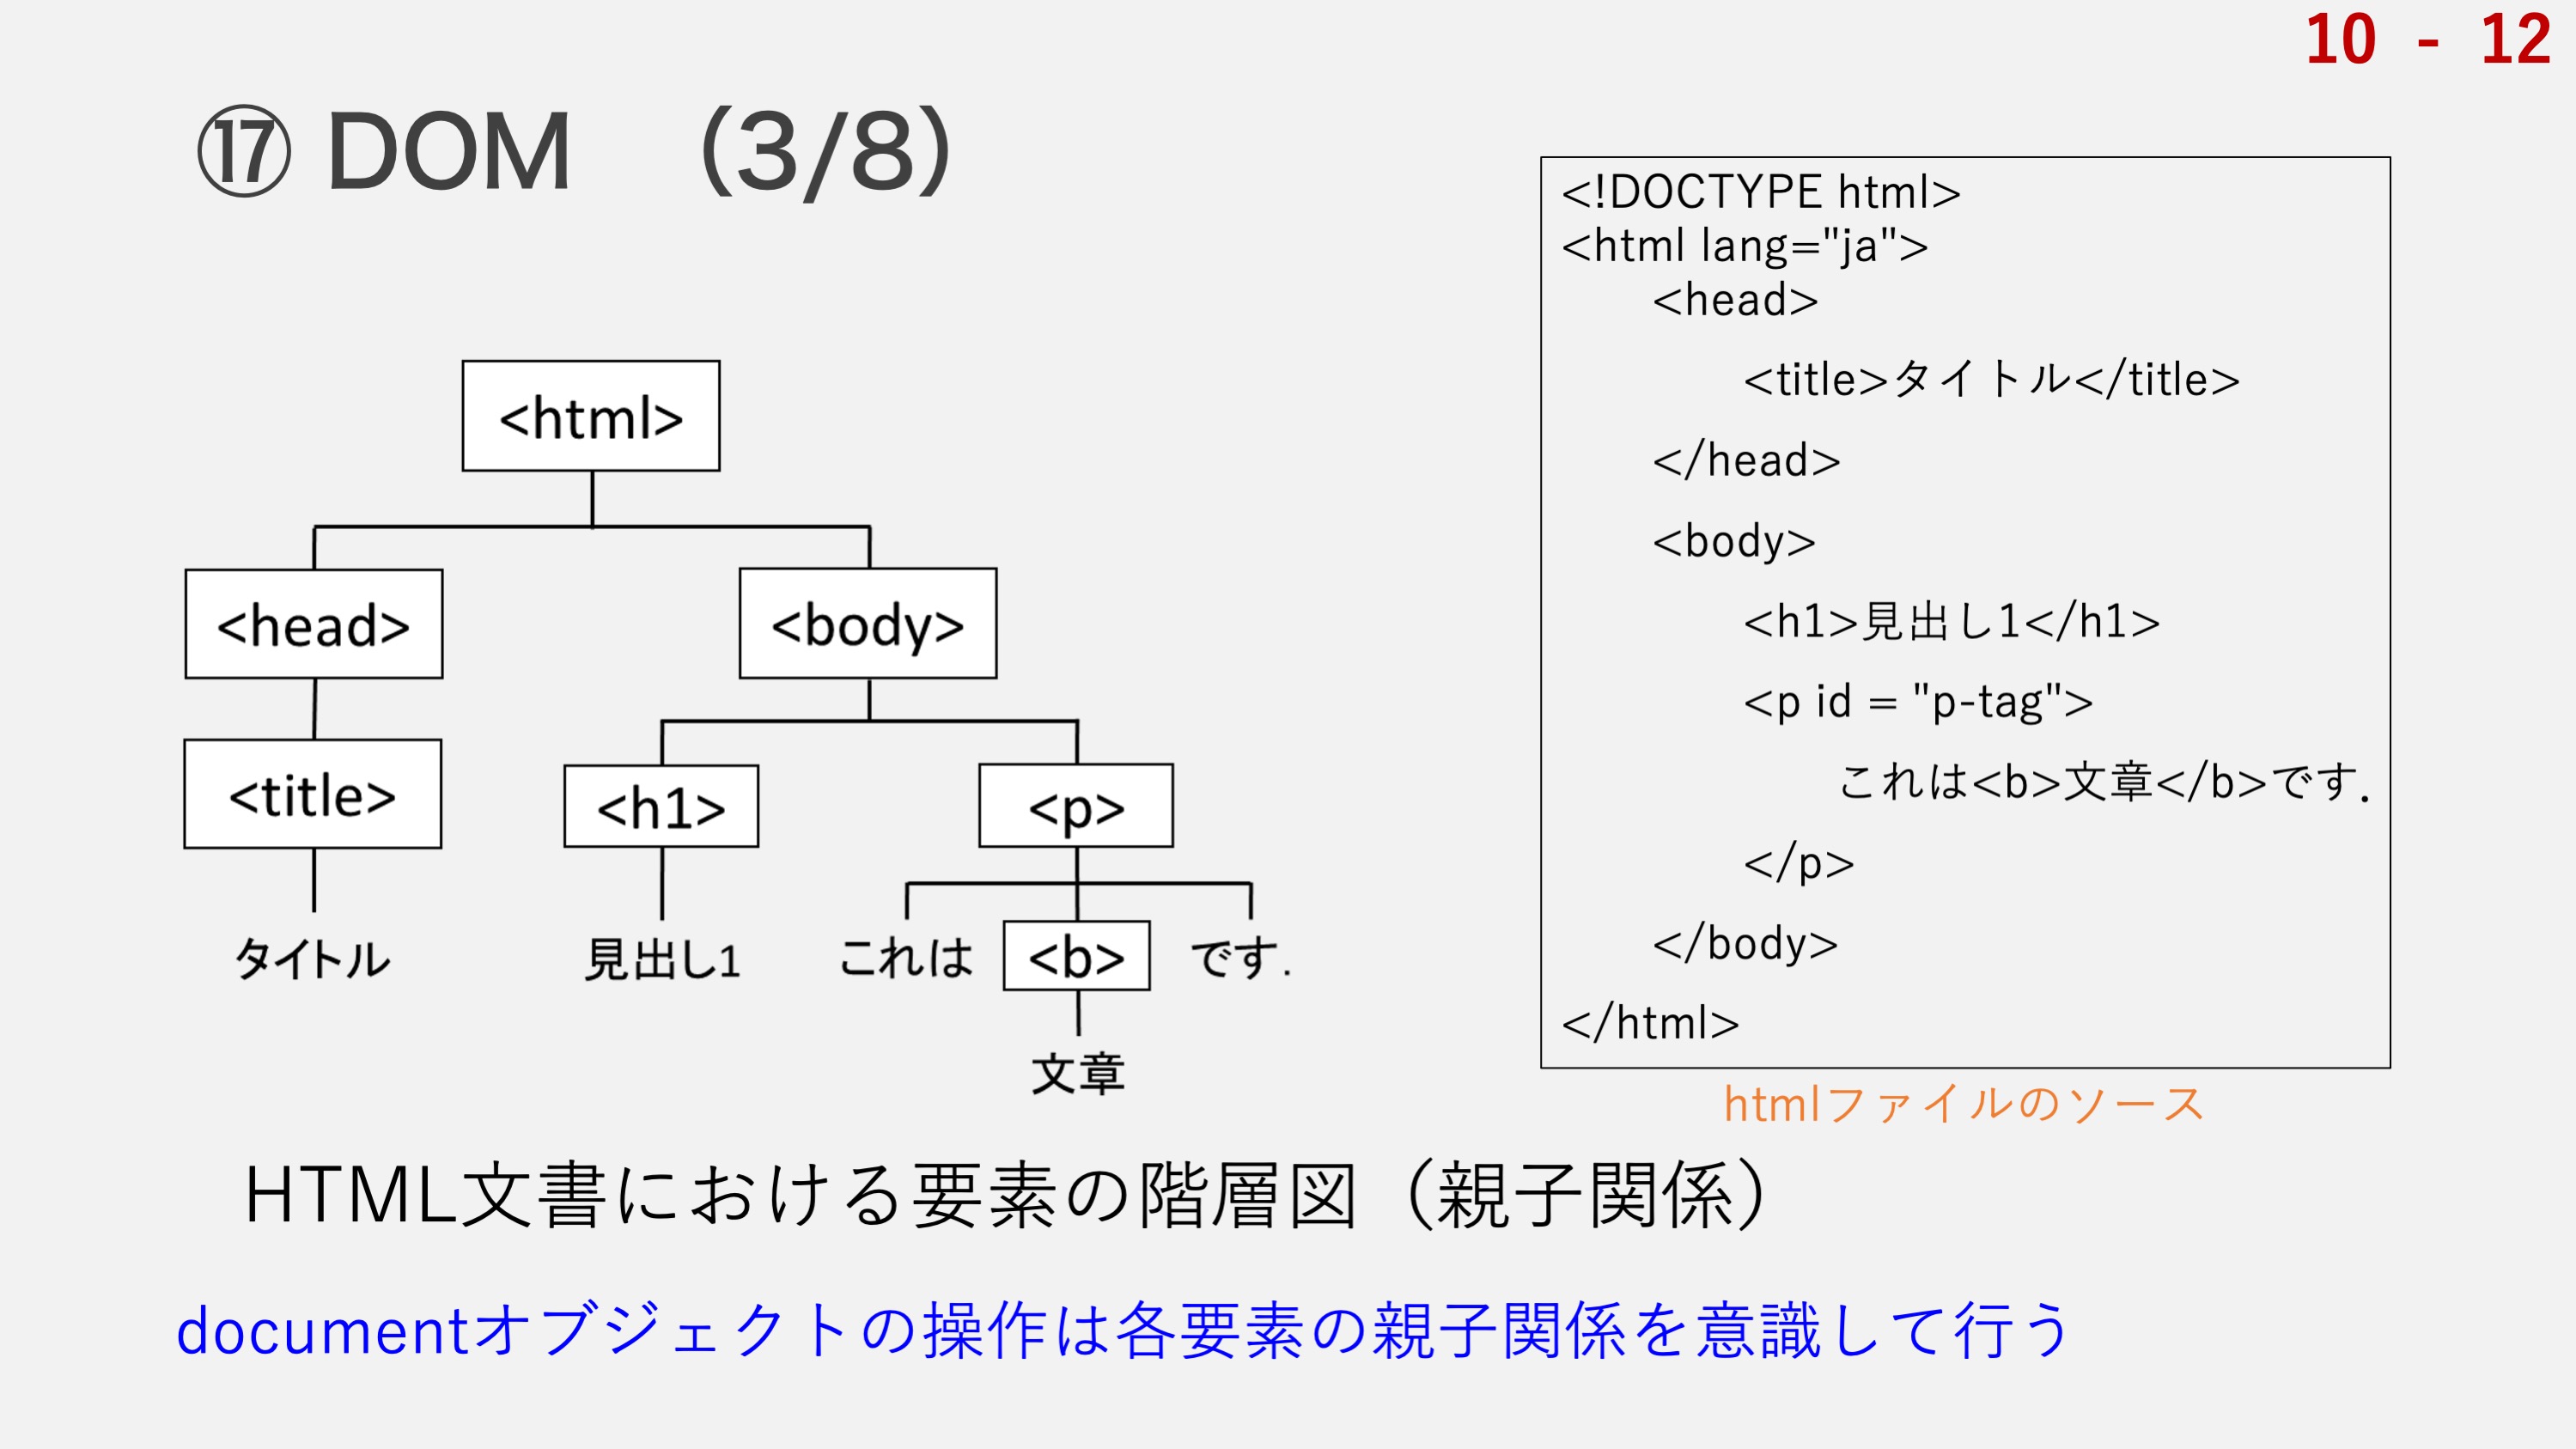 10 - 12
⑰ DOM （3/8）
<html>
<head>
<body>
<title>
<h1>
<p>
タイトル
見出し1
これは
<b>
です.
文章
<!DOCTYPE html>
<html lang="ja">
<head>
<title>タイトル</title>
</head>
<body>
<h1>見出し1</h1>
<p id = "p-tag">
これは<b>文章</b>です.
</p>
</body>
</html>
htmlファイルのソース
HTML文書における要素の階層図（親子関係）
documentオブジェクトの操作は各要素の親子関係を意識して行う